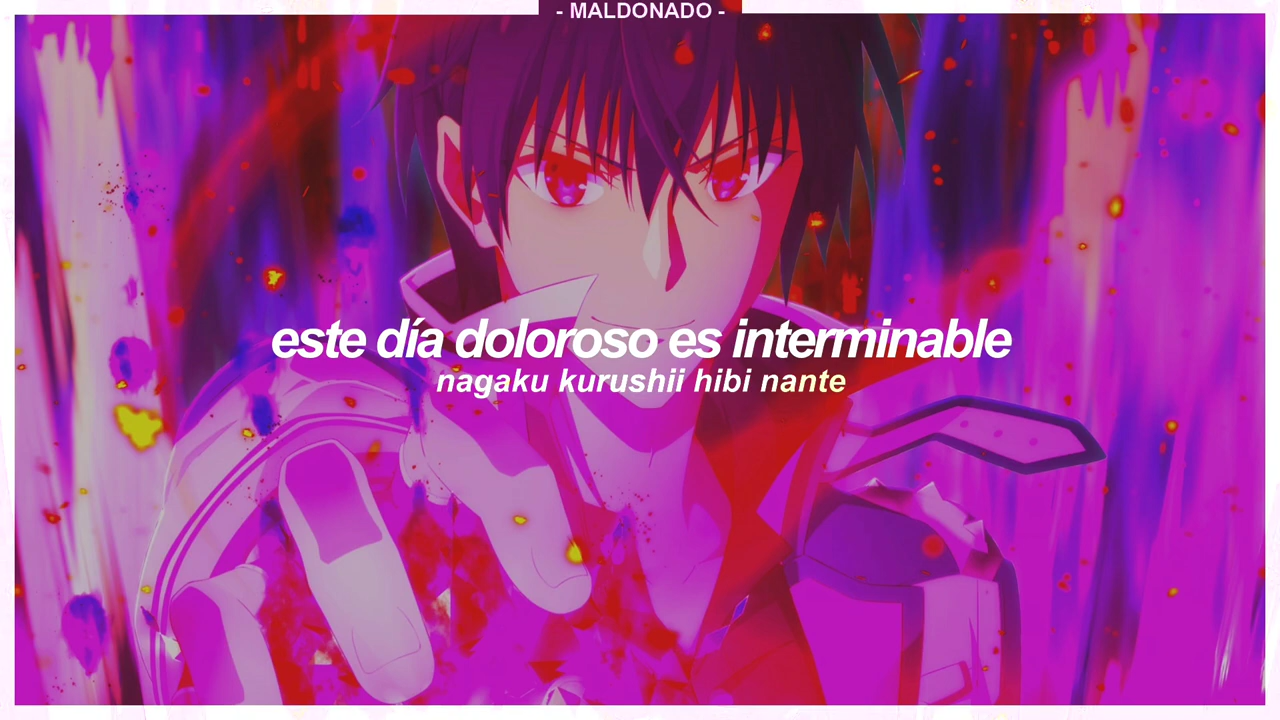 - MALDONADO -
este día doloroso es interminable
nagaku kurushii hibi nante